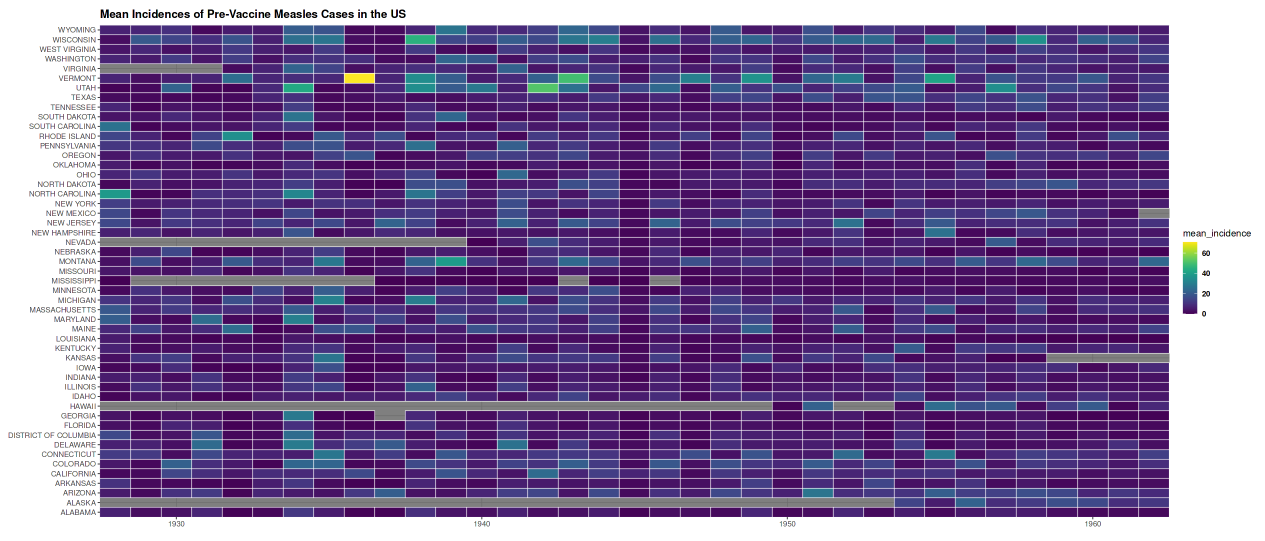 Mean Incidences of Pre-Vaccine Measles Cases in the US
WYOMING
WISCONSIN
WEST VIRGINIA
WASHINGTON
VIRGINIA
VERMONT
UTAH
TEXAS
TENNESSEE
SOUTH DAKOTA
SOUTH CAROLINA
RHODE ISLAND
PENNSYLVANIA
OREGON
OKLAHOMA
OHIO
NORTH DAKOTA
NORTH CAROLINA
NEW YORK
NEW MEXICO
NEW JERSEY
NEW HAMPSHIRE
NEVADA
NEBRASKA
MONTANA
MISSOURI
MISSISSIPPI
MINNESOTA
MICHIGAN
MASSACHUSETTS
MARYLAND
MAINE
LOUISIANA
KENTUCKY
KANSAS
IOWA
INDIANA
ILLINOIS
IDAHO
HAWAII
GEORGIA
FLORIDA
DISTRICT OF COLUMBIA
DELAWARE
CONNECTICUT
COLORADO
CALIFORNIA
ARKANSAS
ARIZONA
ALASKA
ALABAMA
1930 1940 1950 1960
mean_incidence
60
40
20
0